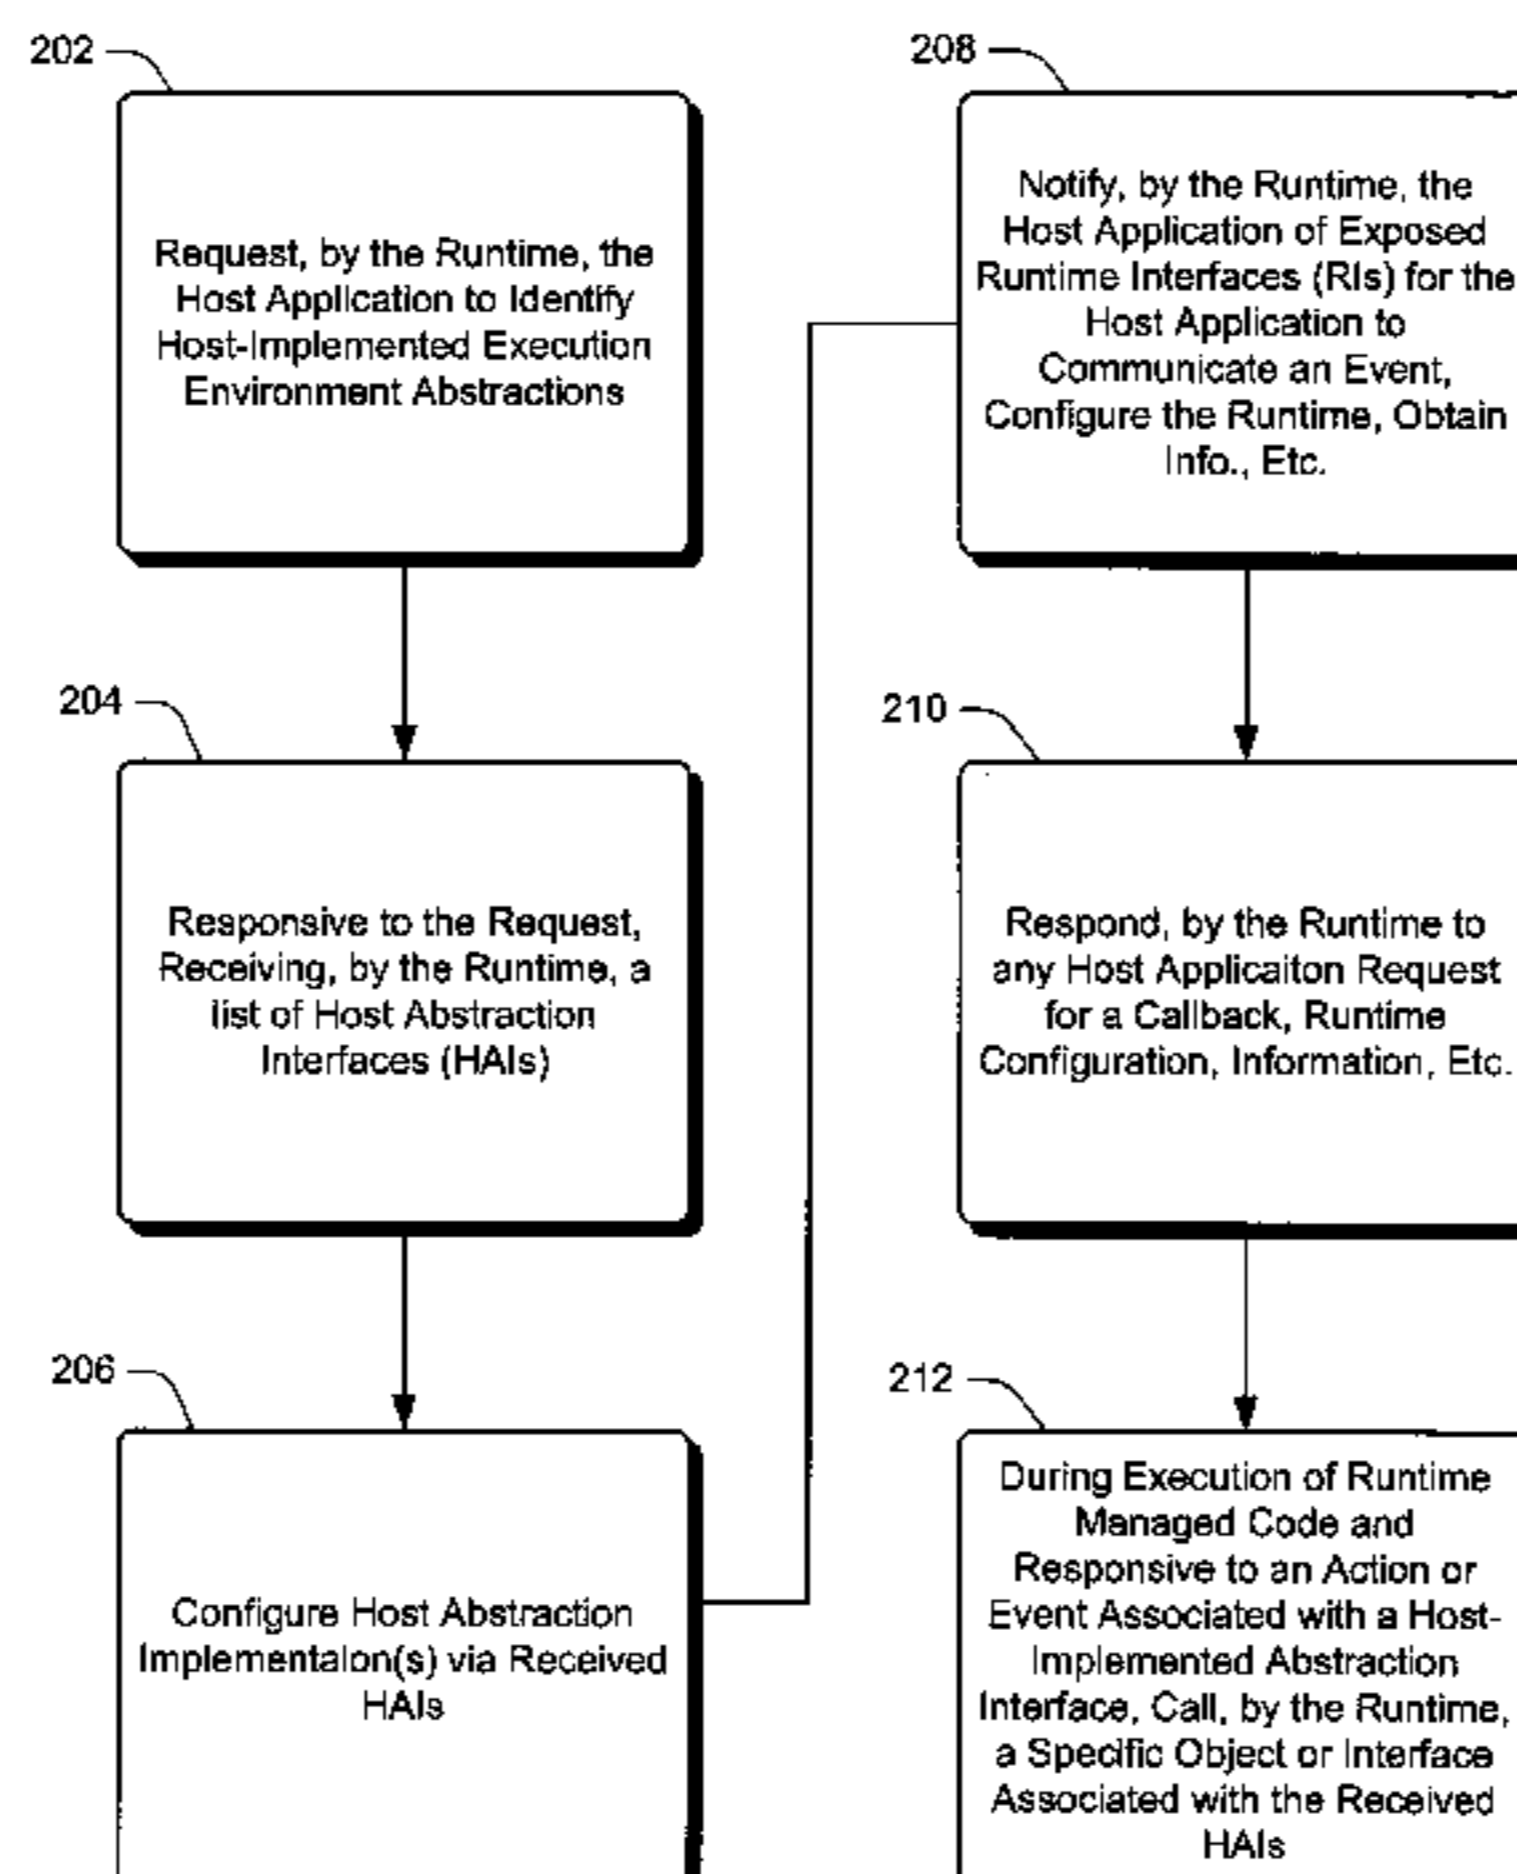 202
Request, by the Runtime, the
Host Application to Identify
Host-Implemented Execution
Environment Abstractions
204
Responsive to the Request,
Receiving, by the Runtime, a
list of Host Abstraction
Interfaces (HAIs)
206
Configure Host Abstraction
Implementaion(s) via Received
HAIs
208
Notify, by the Runtime, the
Host Application of Exposed
Runtime Interfaces (RIs) for the
Host Application to
Communicate an Event,
Configure the Runtime, Obtain
Info., Etc.
210
Respond, by the Runtime to
any Host Applicaiton Request
for a Callback, Runtime
Configuration, Information, Etc.
212
During Execution of Runtime
Managed Code and
Responsive to an Action or
Event Associated with a Host-
Implemented Abstraction
Interface, Call, by the Runtime,
a Specific Object or Interface
Associated with the Received
HAIs